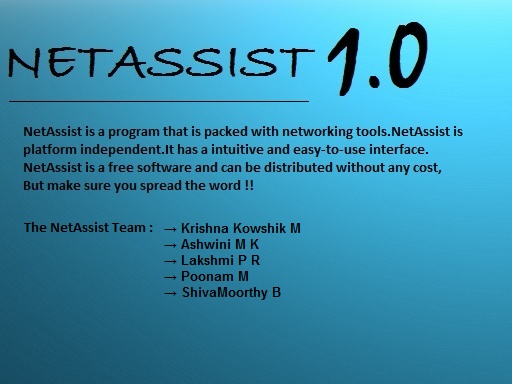 NETASSIST 1.0
NetAssist is a program that is packed with networking tools.NetAssist is
platform independent.It has a intuitive and easy-to-use interface.
NetAssist is a free software and can be distributed without any cost,
But make sure you spread the word !!
The NetAssist Team : → Krishna Kowshik M
→ Ashwini M K
→ Lakshmi P R
→ Poonam M
→ ShivaMoorthy B